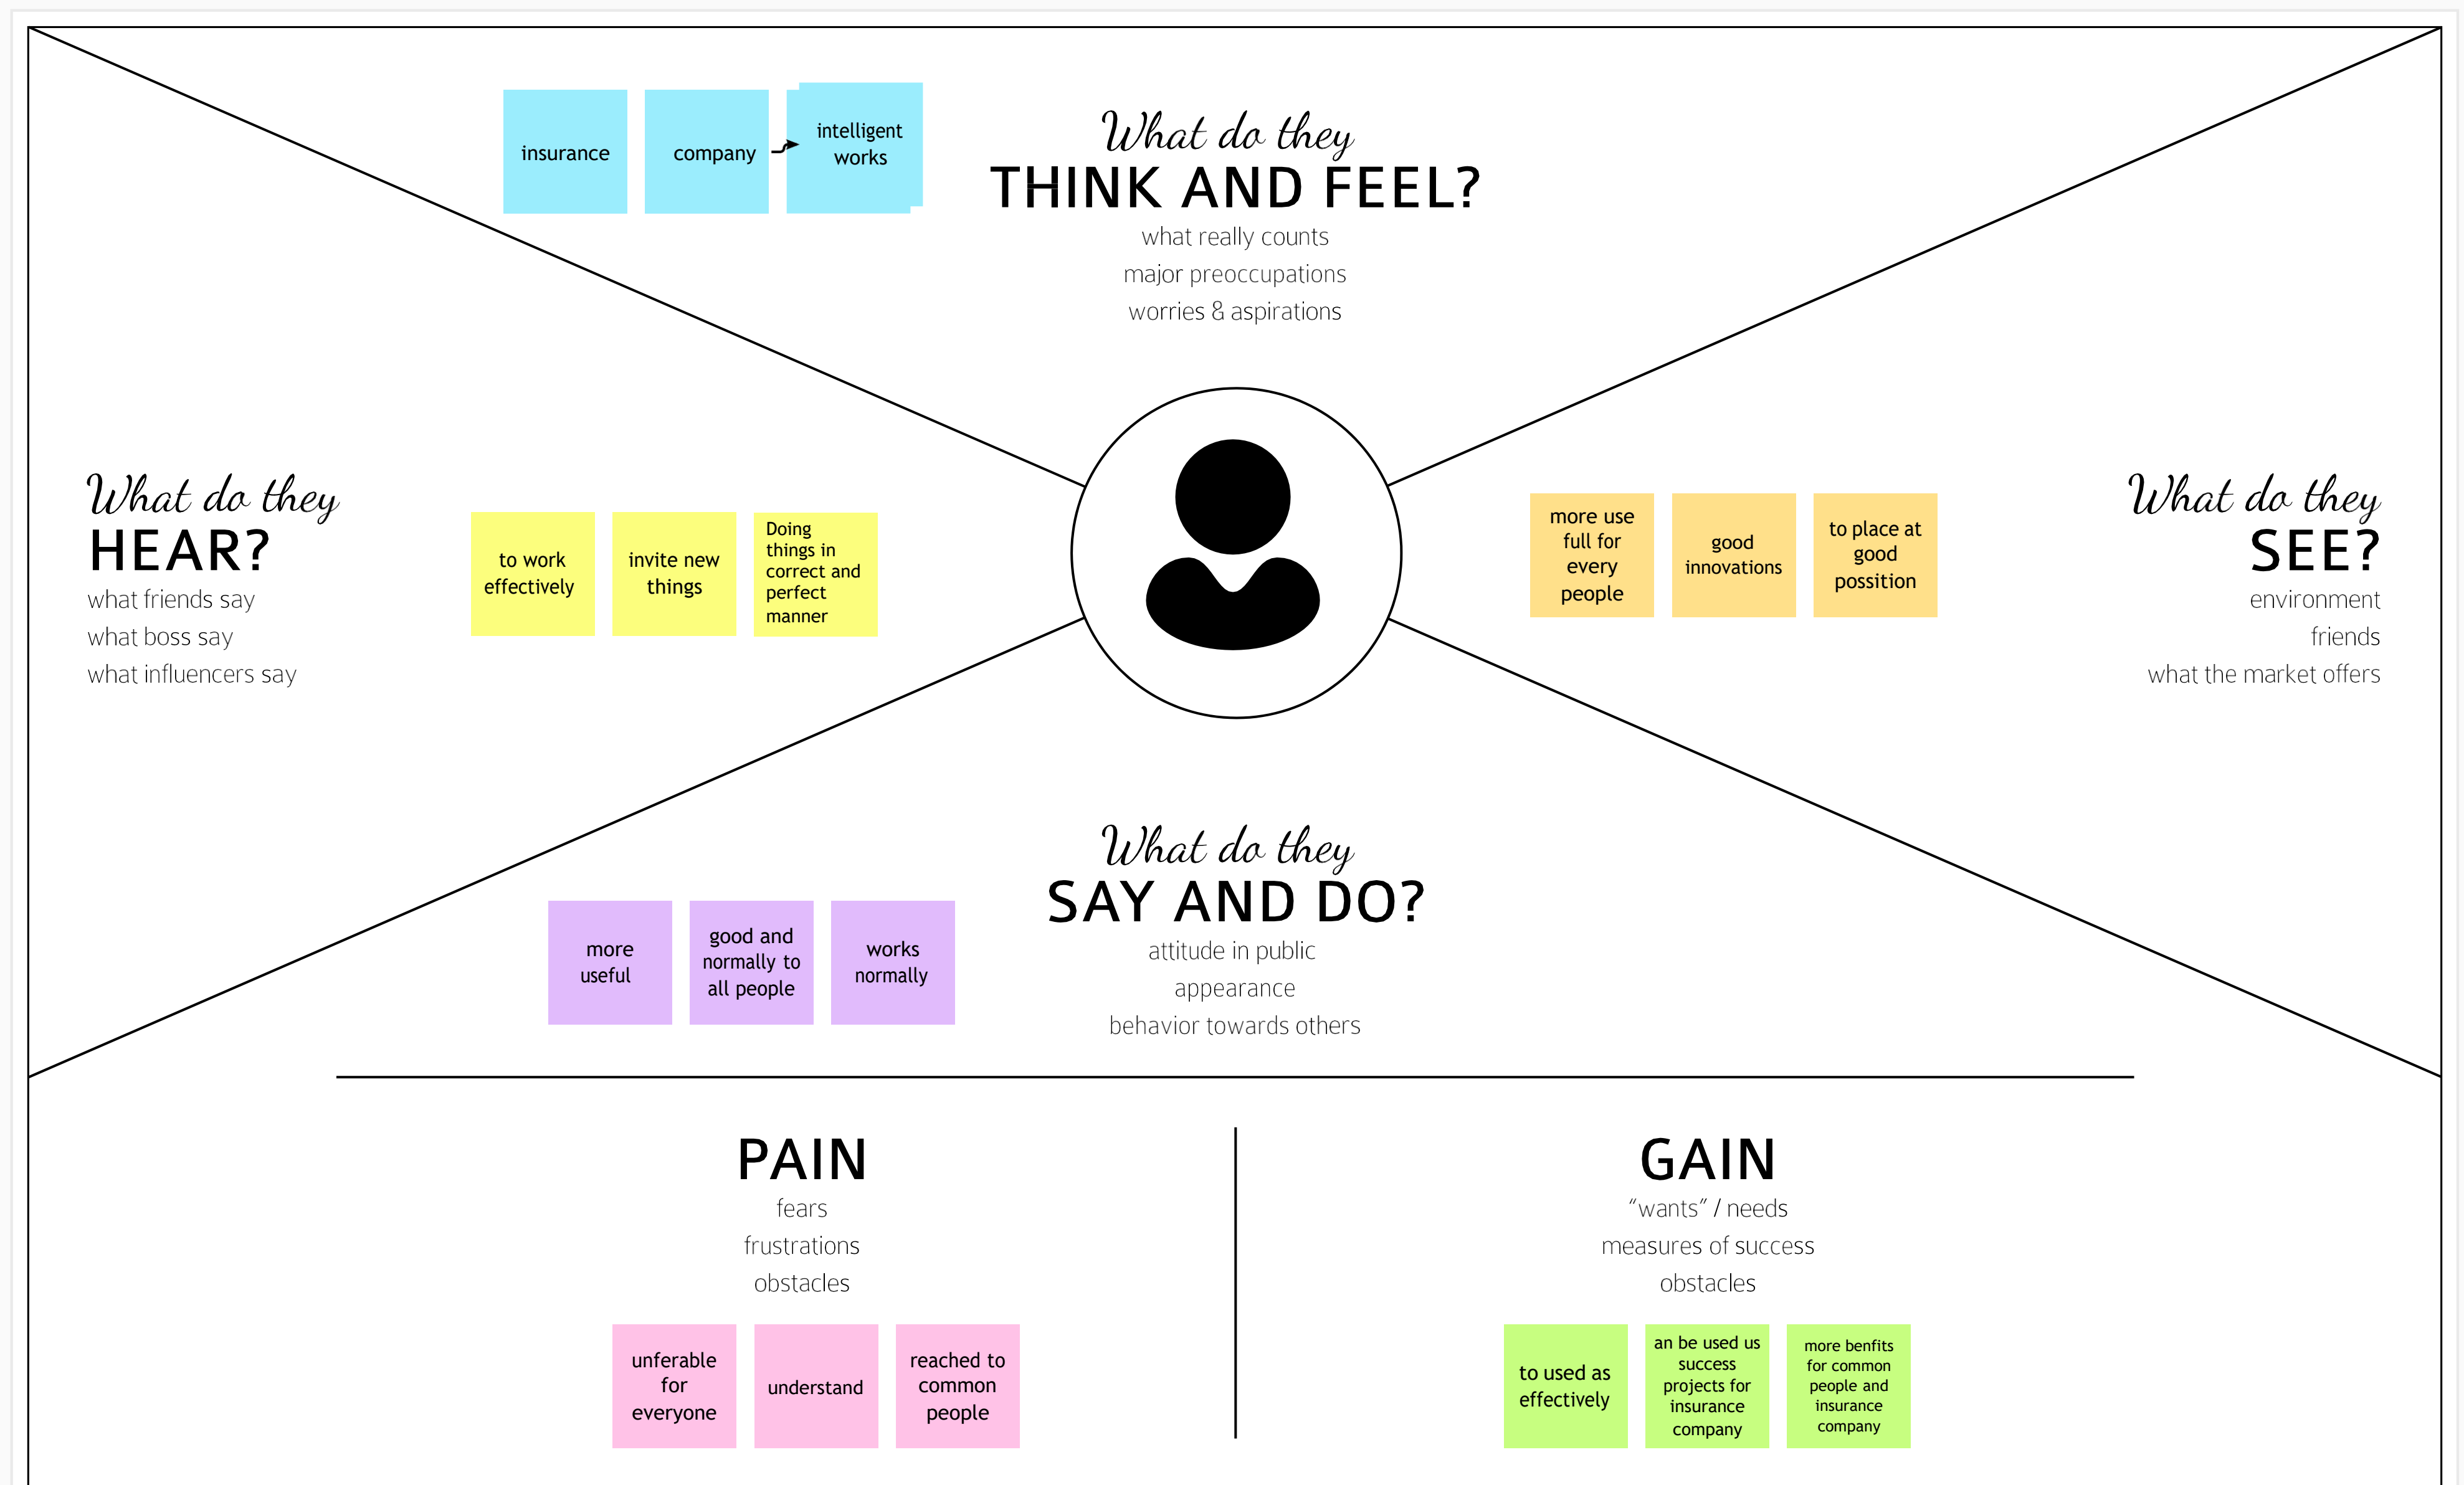 insurance
company
intelligent
works
What do they
THINK AND FEEL?
what really counts
major preoccupations
worries & aspirations
What do they
HEAR?
what friends say
what boss say
what influencers say
to work
effectively
invite new
things
Doing
things in
correct and
perfect
manner
more use
full for
every
people
good
innovations
to place at
good
possition
What do they
SEE?
environment
friends
what the market offers
What do they
SAY AND DO?
attitude in public
appearance
behavior towards others
more
useful
good and
normally to
all people
works
normally
PAIN
fears
frustrations
obstacles
unferable
for
everyone
understand
reached to
common
people
GAIN
“wants” / needs
measures of success
obstacles
to used as
effectively
an be used us
success
projects for
insurance
company
more benfits
for common
people and
insurance
company